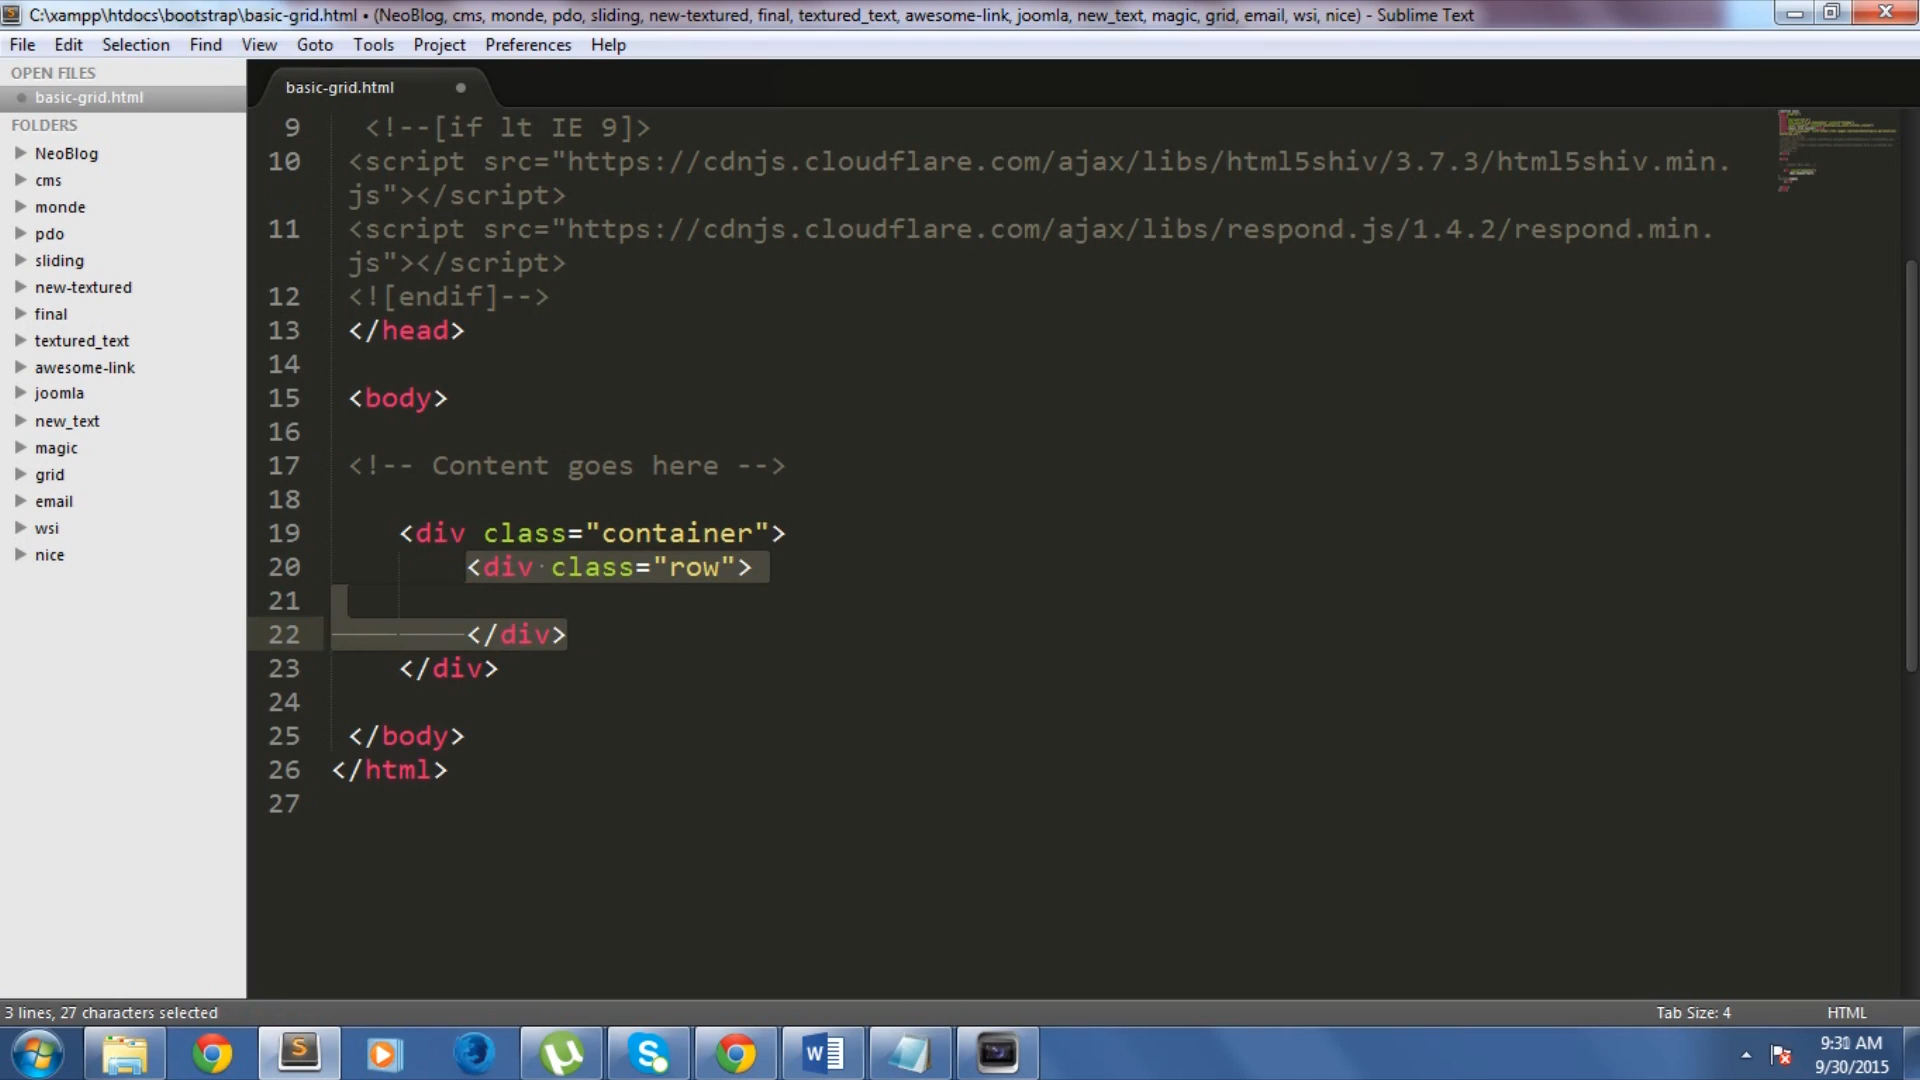 C:\xampp\htdocs\bootstrap\basic-grid.html • (NeoBlog, cms, monde, pdo, sliding, new-textured, final, textured_text, awesome-link, joomla, new_text, magic, grid, email, wsi, nice) - Sublime Text
File Edit Selection Find View Goto Tools Project Preferences Help
OPEN FILES
basic-grid.html
FOLDERS
NeoBlog
cms
monde
pdo
sliding
new-textured
final
textured_text
awesome-link
joomla
new_text
magic
grid
email
wsi
nice
basic-grid.html
9 <!--[if lt IE 9]>
10 <script src="https://cdnjs.cloudflare.com/ajax/libs/html5shiv/3.7.3/html5shiv.min.
js"></script>
11 <script src="https://cdnjs.cloudflare.com/ajax/libs/respond.js/1.4.2/respond.min.
js"></script>
12 <![endif]-->
13 </head>
14
15 <body>
16
17 <!-- Content goes here -->
18
19 <div class="container">
20 <div class="row">
21
22 </div>
23 </div>
24
25 </body>
26 </html>
27
3 lines, 27 characters selected
Tab Size: 4 HTML
9:30 AM
9/30/2015